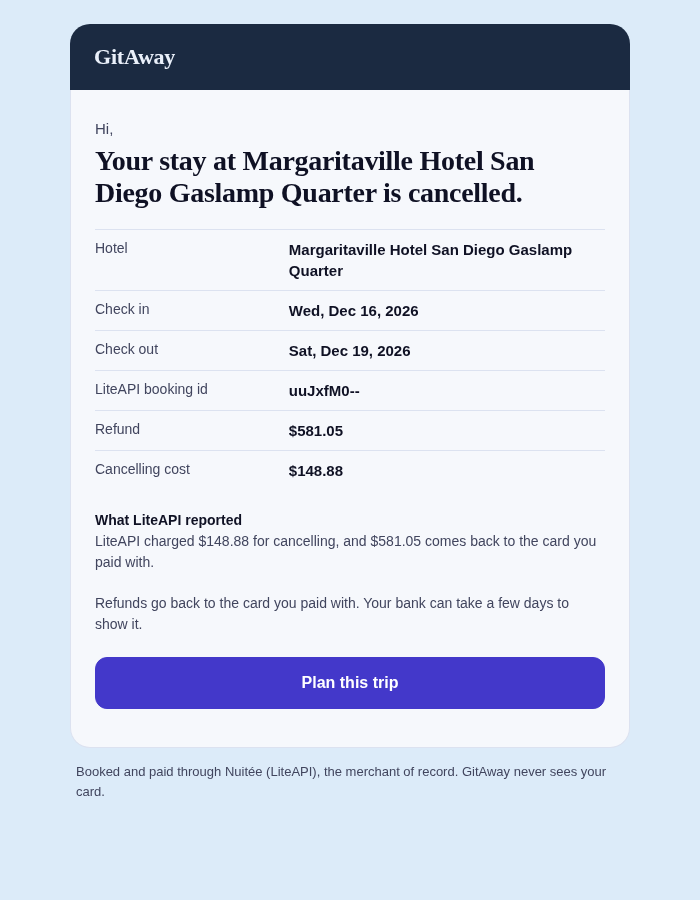 GitAway
Hi,
Your stay at Margaritaville Hotel San
Diego Gaslamp Quarter is cancelled.
Hotel
Margaritaville Hotel San Diego Gaslamp
Quarter
Check in
Wed, Dec 16, 2026
Check out
Sat, Dec 19, 2026
LiteAPI booking id
uuJxfM0--
Refund
$581.05
Cancelling cost
$148.88
What LiteAPI reported
LiteAPI charged $148.88 for cancelling, and $581.05 comes back to the card you
paid with.
Refunds go back to the card you paid with. Your bank can take a few days to
show it.
Plan this trip
Booked and paid through Nuitée (LiteAPI), the merchant of record. GitAway never sees your
card.